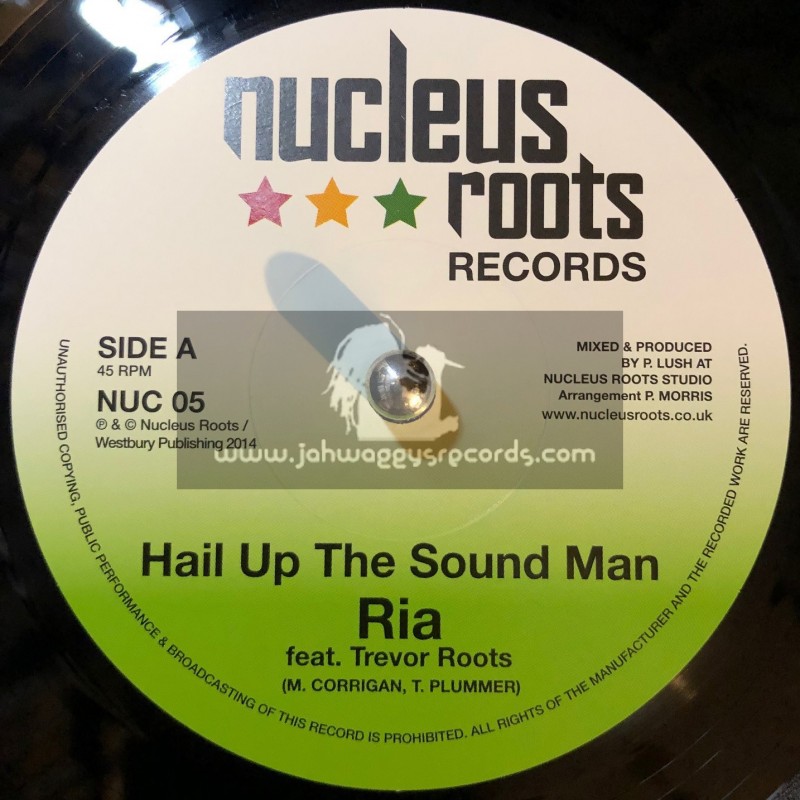 nucleus
roots
RECORDS
SIDE A
45 RPM
NUC 05
℗ & © Nucleus Roots /
Westbury Publishing 2014
MIXED & PRODUCED
BY P. LUSH AT
NUCLEUS ROOTS STUDIO
Arrangement P. MORRIS
www.nucleusroots.co.uk
www.jahwaggysrecords.com
Hail Up The Sound Man
Ria
feat. Trevor Roots
(M. CORRIGAN, T. PLUMMER)
UNAUTHORISED COPYING, PUBLIC PERFORMANCE & BROADCASTING OF THIS RECORD IS PROHIBITED. ALL RIGHTS OF THE MANUFACTURER AND THE RECORDED WORK ARE RESERVED.